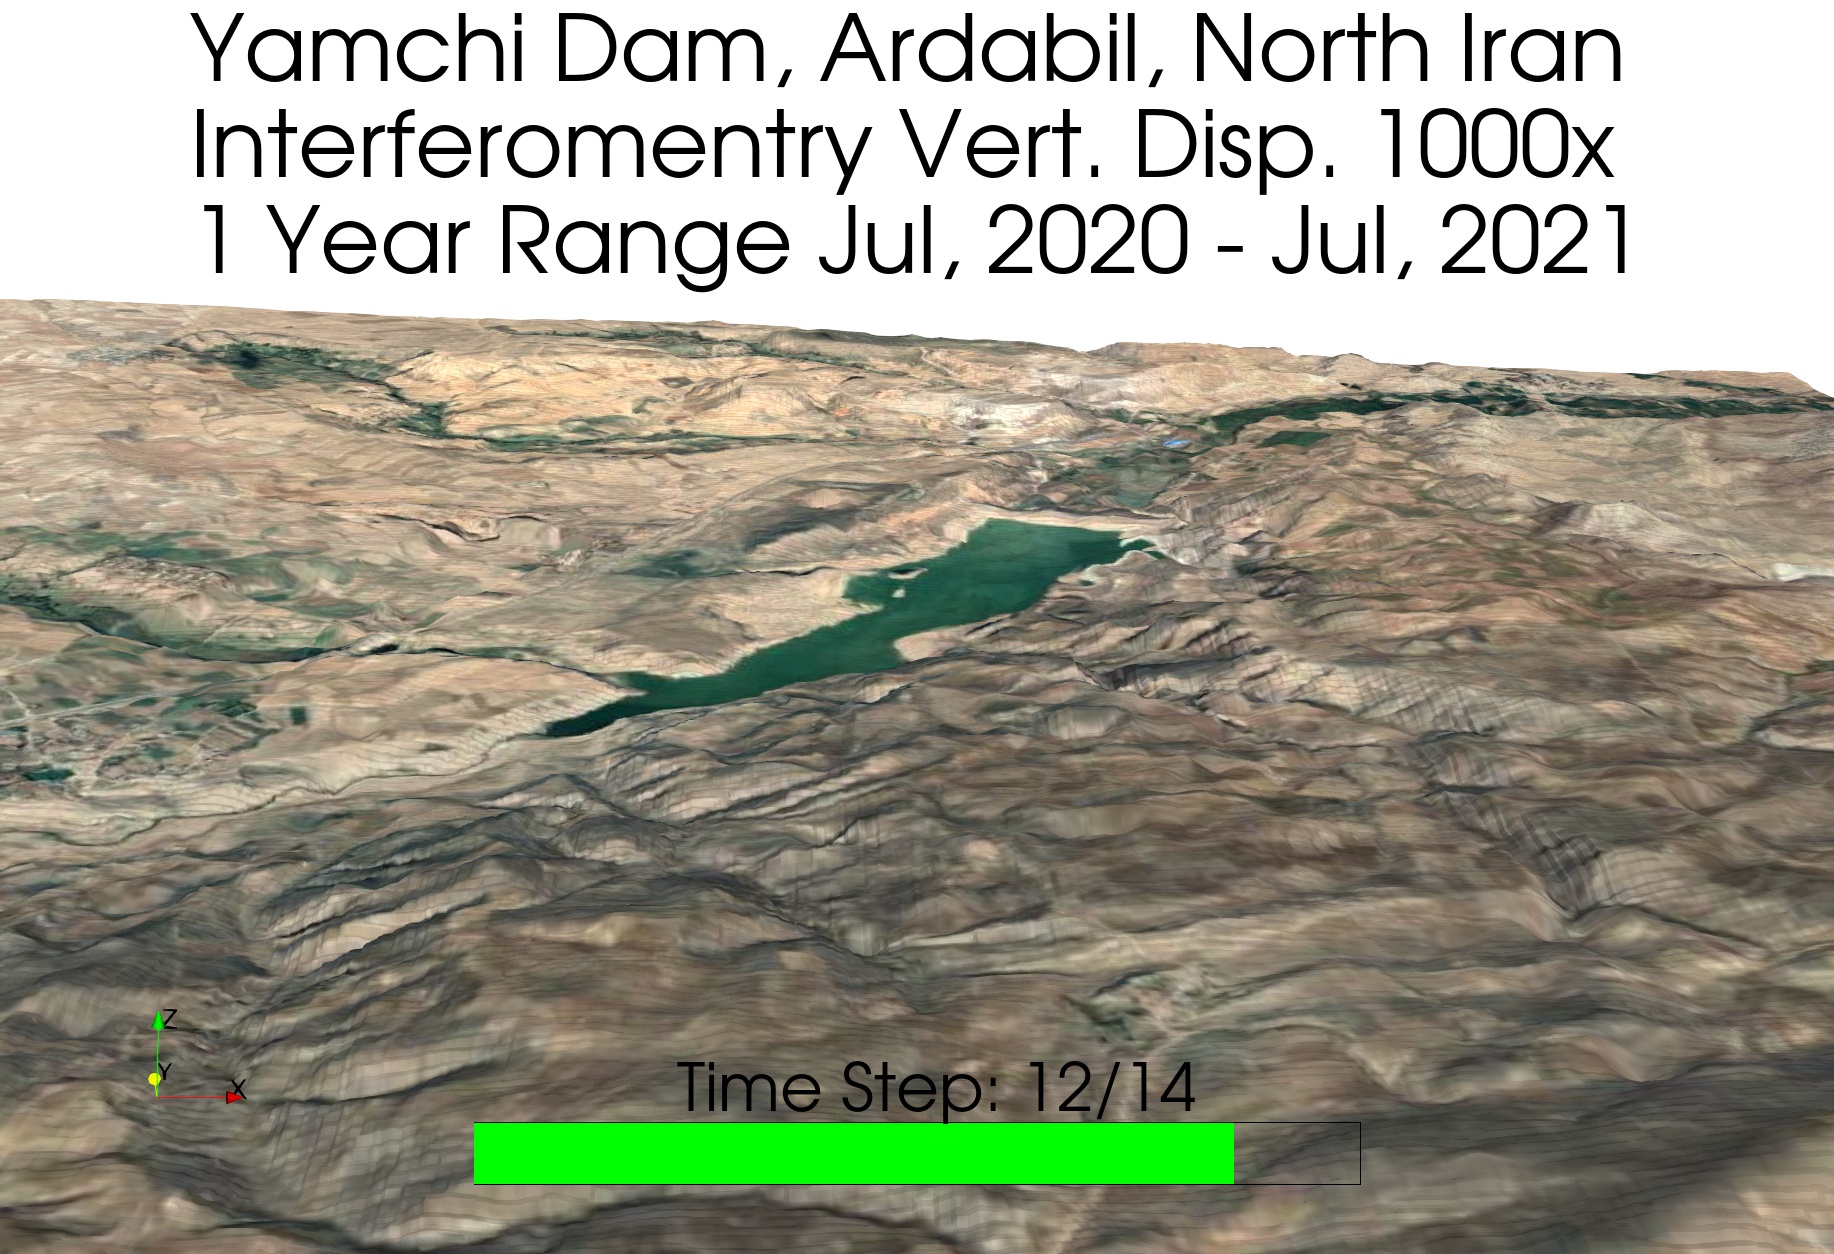 Yamchi Dam, Ardabil, North Iran
Interferomentry Vert. Disp. 1000x
1 Year Range Jul, 2020 - Jul, 2021
Z
Y
X
Time Step: 12/14